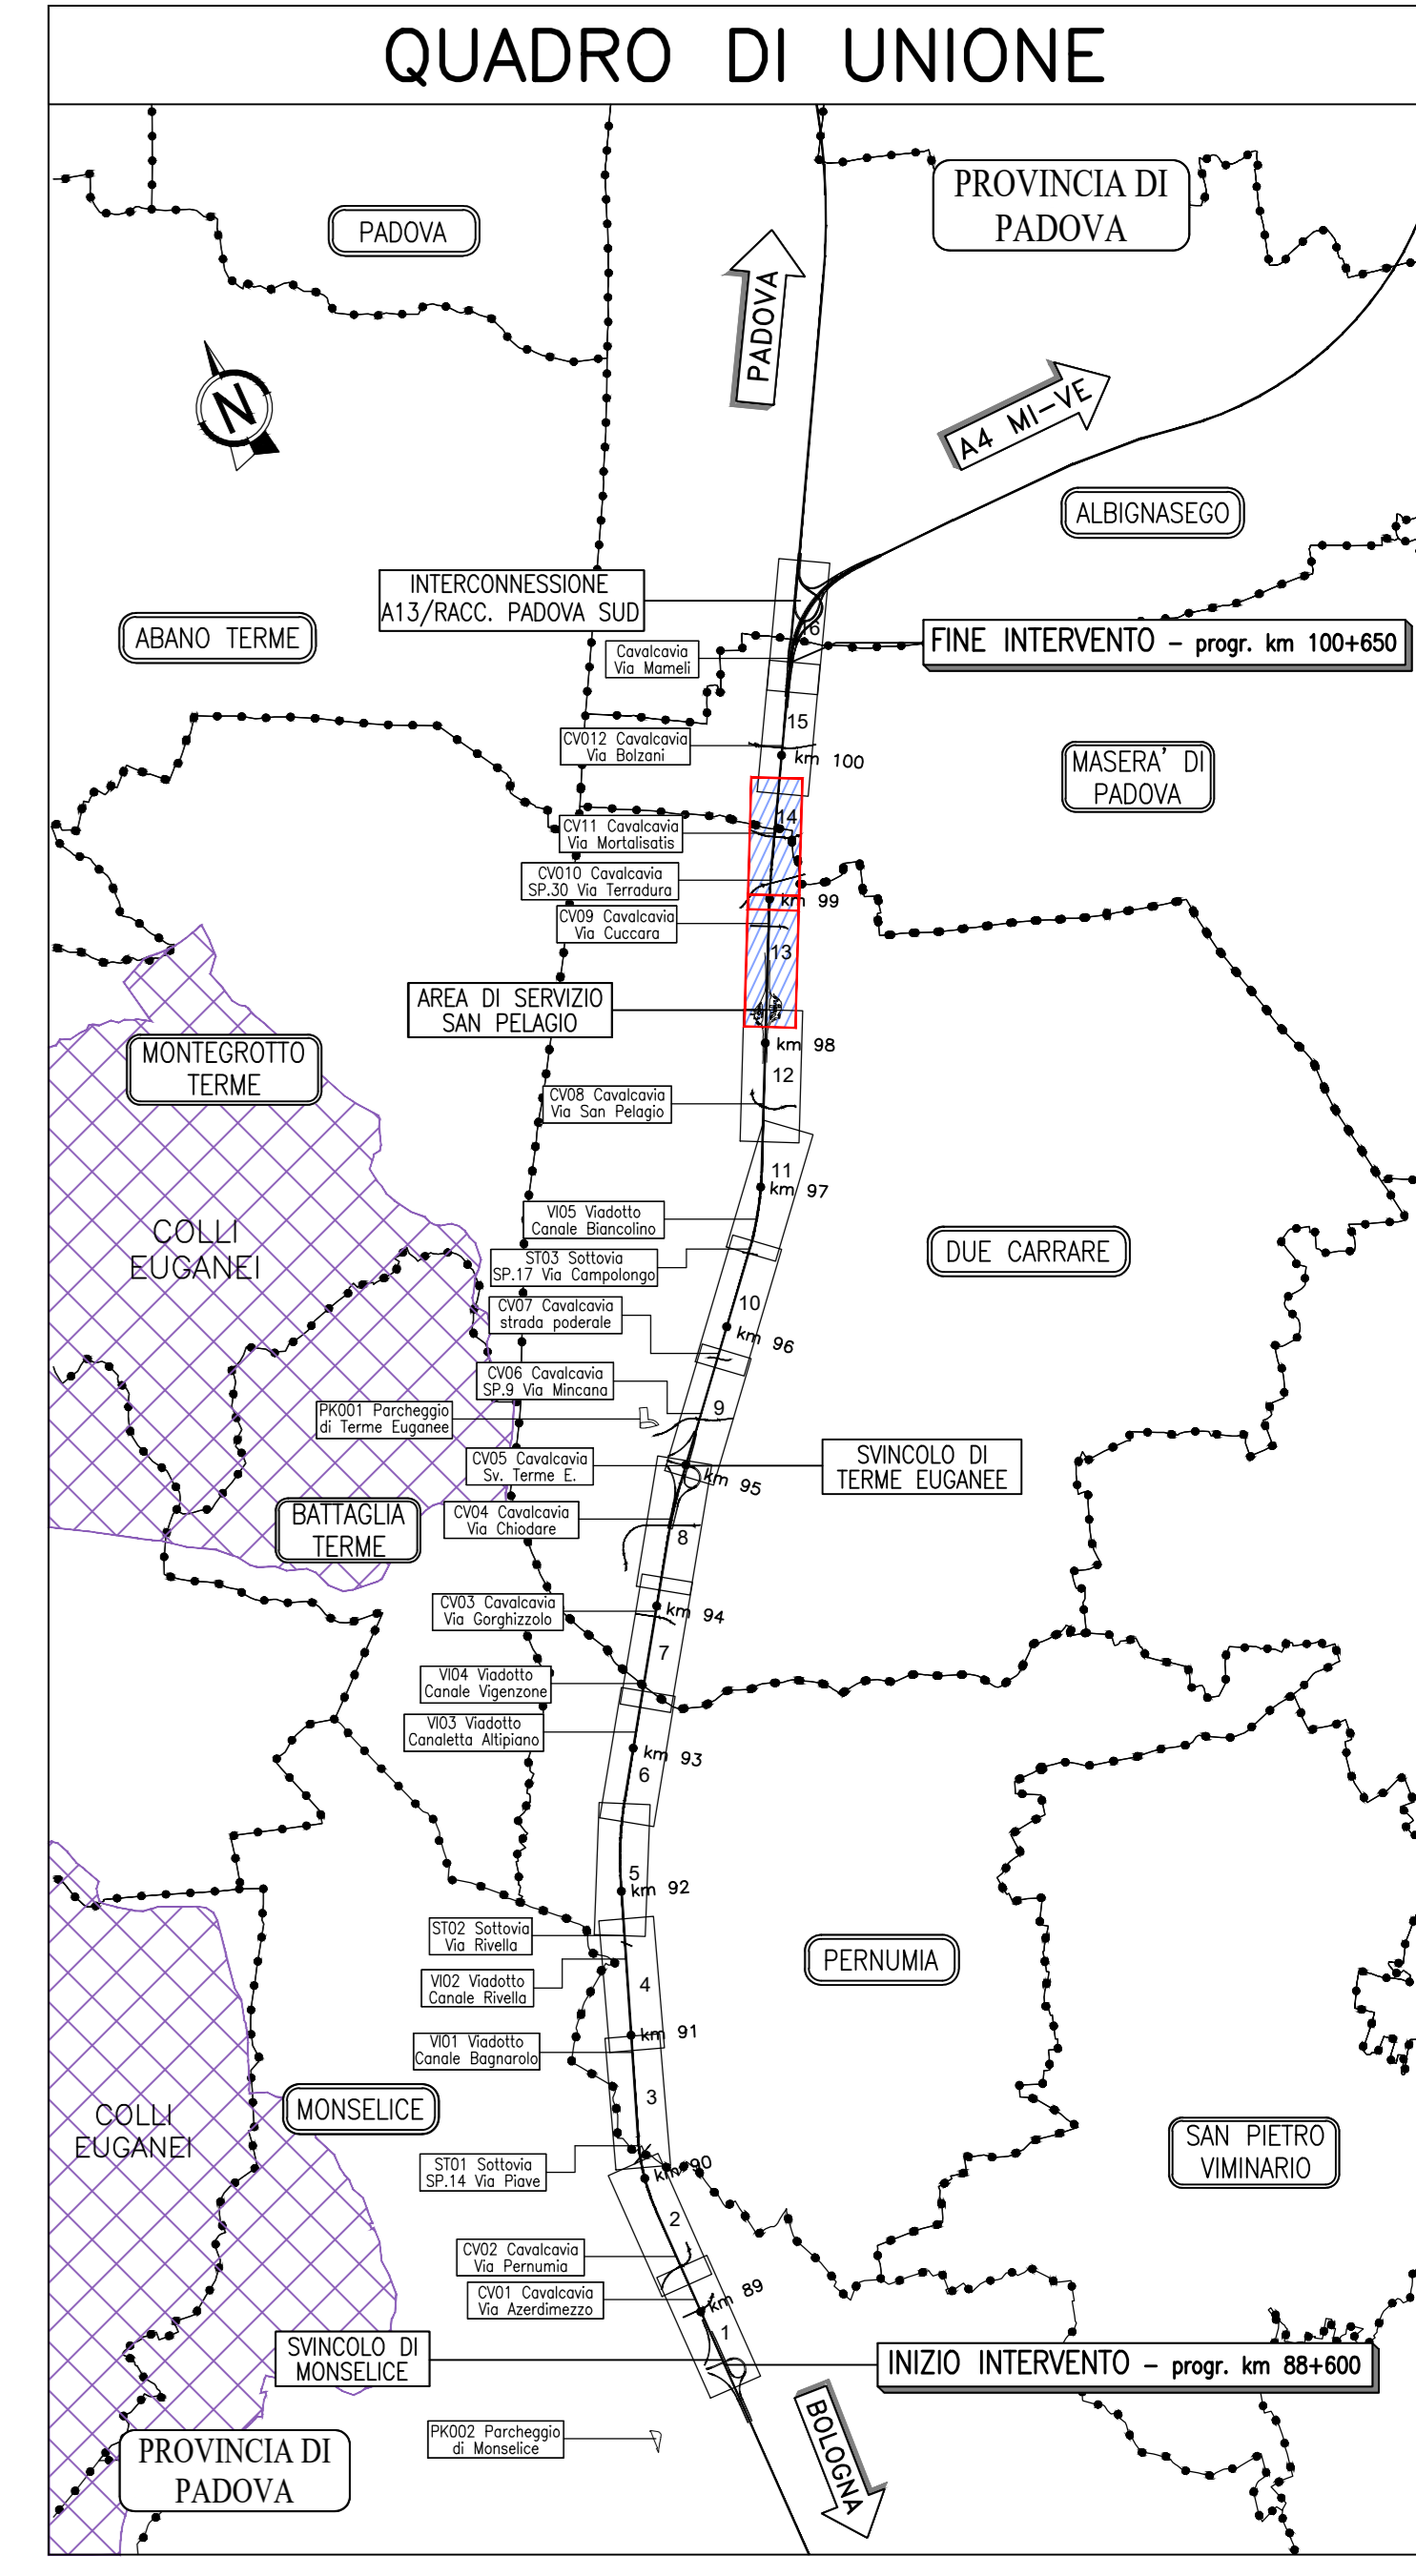 QUADRO DI UNIONE
PROVINCIA DI
PADOVA
PADOVA
PADOVA
N
A4 MI-VE
ALBIGNASEGO
INTERCONNESSIONE
A13/RACC. PADOVA SUD
ABANO TERME
16
FINE INTERVENTO - progr. km 100+650
Cavalcavia
Via Mameli
15
CV012 Cavalcavia
Via Bolzani
km 100
MASERA' DI
PADOVA
14
CV11 Cavalcavia
Via Mortalisatis
CV010 Cavalcavia
SP.30 Via Terradura
km 99
CV09 Cavalcavia
Via Cuccara
13
AREA DI SERVIZIO
SAN PELAGIO
km 98
MONTEGROTTO
TERME
12
CV08 Cavalcavia
Via San Pelagio
11
km 97
VI05 Viadotto
Canale Biancolino
COLLI
EUGANEI
DUE CARRARE
ST03 Sottovia
SP.17 Via Campolongo
10
CV07 Cavalcavia
strada poderale
km 96
CV06 Cavalcavia
SP.9 Via Mincana
9
PK001 Parcheggio
di Terme Euganee
CV05 Cavalcavia
Sv. Terme E.
SVINCOLO DI
TERME EUGANEE
km 95
CV04 Cavalcavia
Via Chiodare
BATTAGLIA
TERME
8
CV03 Cavalcavia
Via Gorghizzolo
km 94
7
VI04 Viadotto
Canale Vigenzone
VI03 Viadotto
Canaletta Altipiano
km 93
6
5
km 92
ST02 Sottovia
Via Rivella
PERNUMIA
VI02 Viadotto
Canale Rivella
4
km 91
VI01 Viadotto
Canale Bagnarolo
3
MONSELICE
COLLI
EUGANEI
SAN PIETRO
VIMINARIO
ST01 Sottovia
SP.14 Via Piave
km 90
2
CV02 Cavalcavia
Via Pernumia
CV01 Cavalcavia
Via Azerdimezzo
km 89
1
SVINCOLO DI
MONSELICE
INIZIO INTERVENTO - progr. km 88+600
BOLOGNA
PK002 Parcheggio
di Monselice
PROVINCIA DI
PADOVA